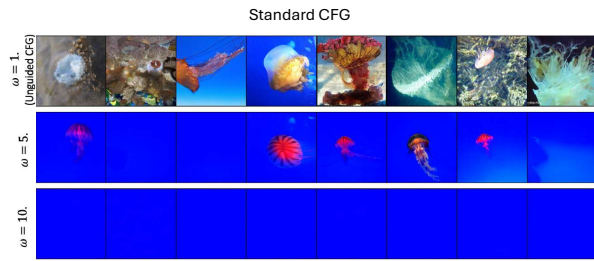 Standard CFG
ω = 1.
(Unguided CFG)
ω = 5.
ω = 10.